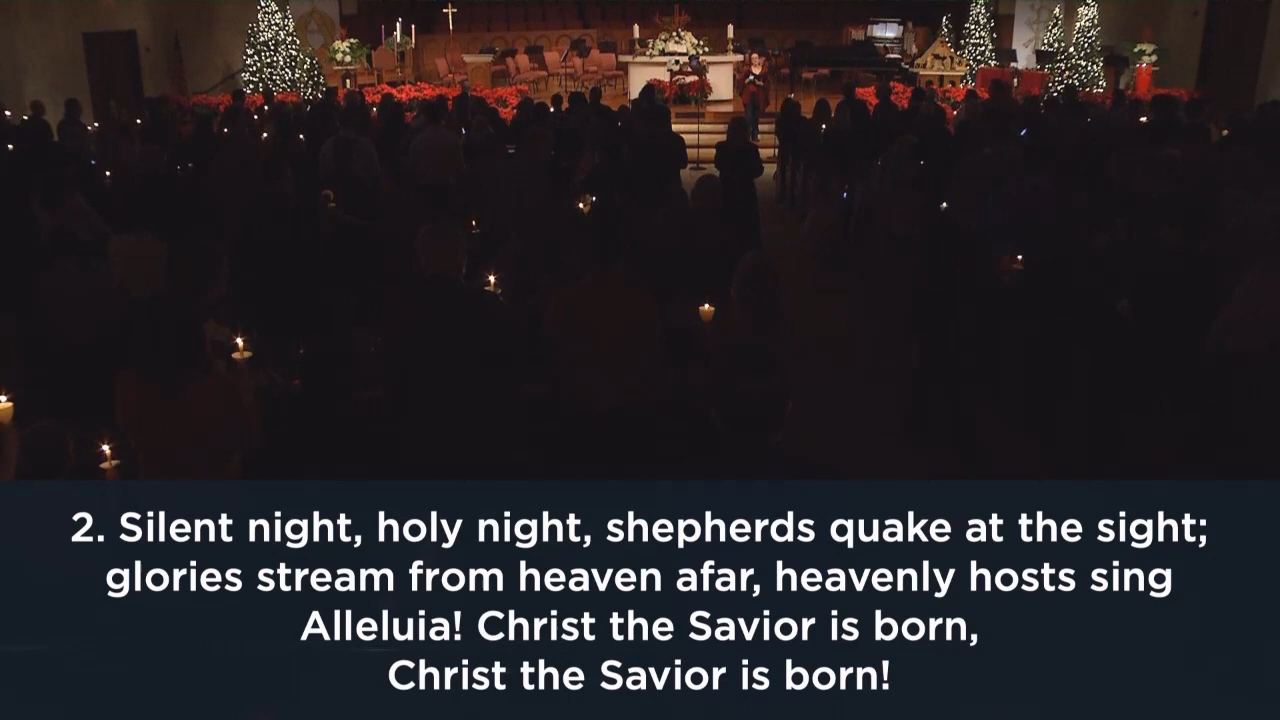 2. Silent night, holy night, shepherds quake at the sight;
glories stream from heaven afar, heavenly hosts sing
Alleluia! Christ the Savior is born,
Christ the Savior is born!